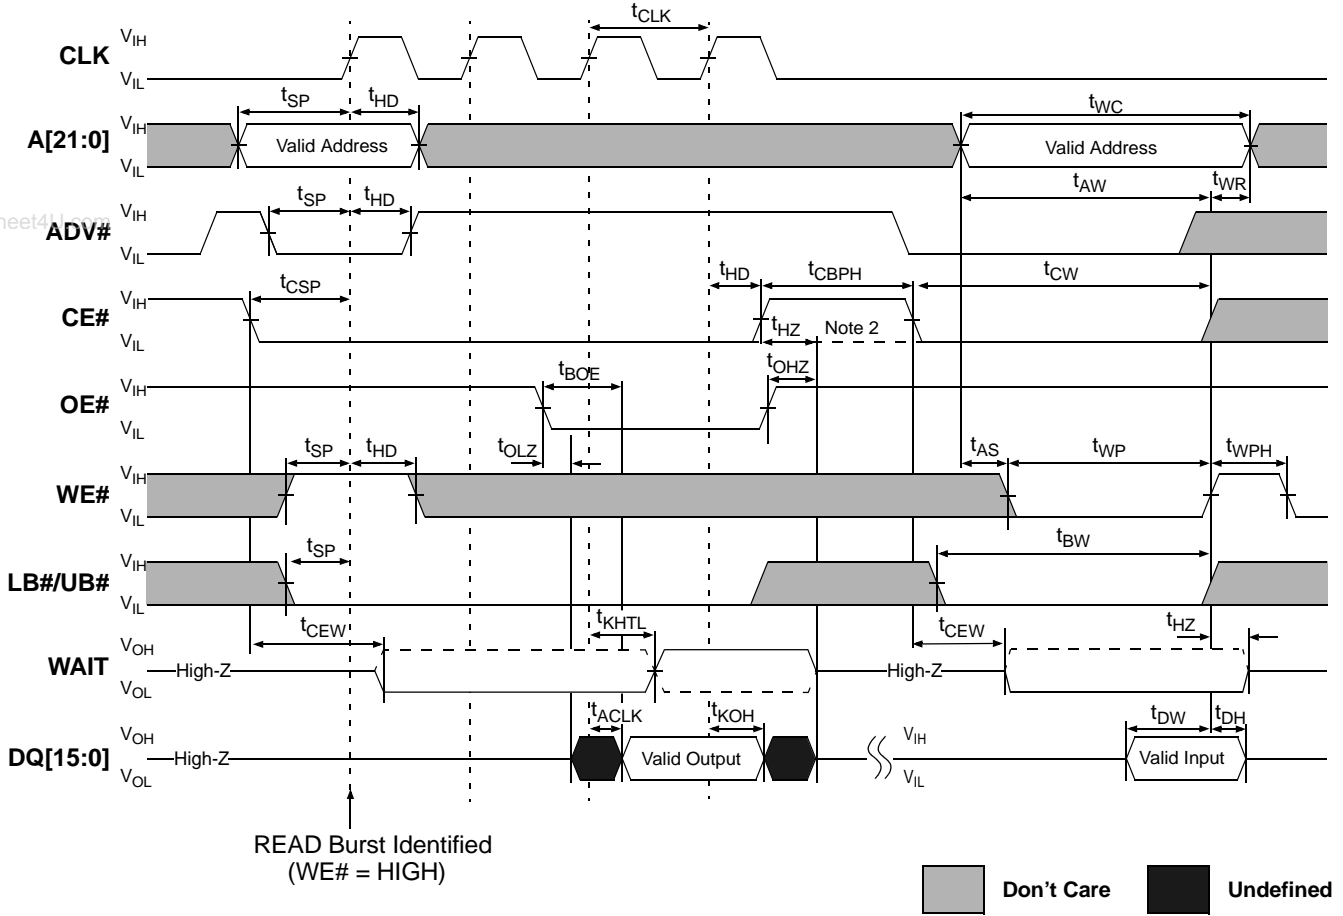 tCLK
CLK VIH
VIL
tSP tHD tWC
A[21:0] VIH Valid Address Valid Address
VIL
tAW tWR
tSP tHD
heet4U.com
ADV# VIH
VIL
tCSP tHD tCBPH tCW
CE# VIH
VIL tHZ Note 2
tBOE tOHZ
OE# VIH
VIL
tSP tHD tOLZ tAS tWP tWPH
WE# VIH
VIL
tSP tBW
LB#/UB# VIH
VIL
tCEW tKHTL tCEW tHZ
WAIT VOH High-Z High-Z
VOL
tACLK tKOH tDW tDH
DQ[15:0] VOH High-Z Valid Output VIH Valid Input
VOL VIL
READ Burst Identified
(WE# = HIGH)
Don't Care Undefined